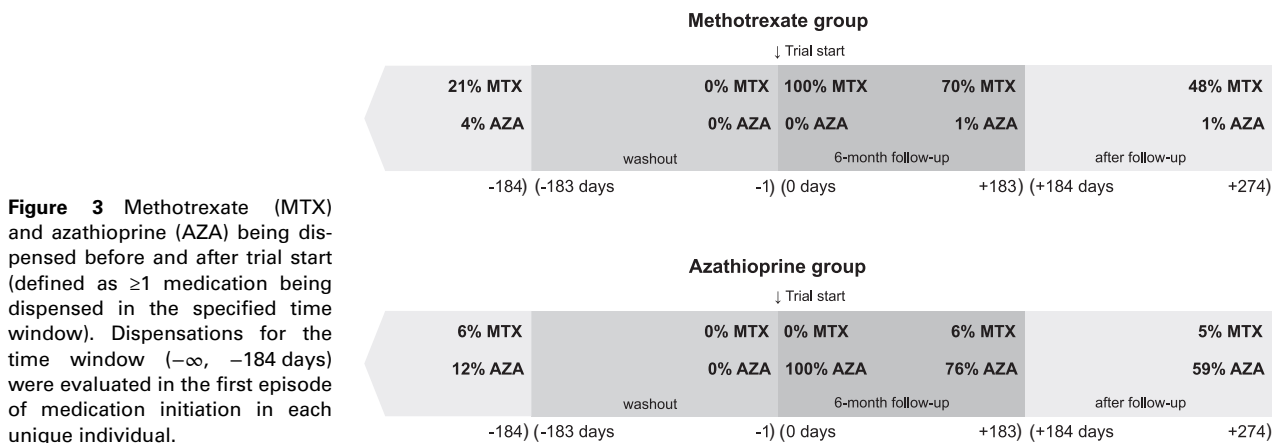 Methotrexate group
↓ Trial start
21% MTX 0% MTX 100% MTX 70% MTX 48% MTX
4% AZA 0% AZA 0% AZA 1% AZA 1% AZA
washout 6-month follow-up after follow-up
-184) (-183 days -1) (0 days +183) (+184 days +274)
Figure 3 Methotrexate (MTX)
and azathioprine (AZA) being dis-
pensed before and after trial start
(defined as ≥1 medication being
dispensed in the specified time
window). Dispensations for the
time window (−∞, −184 days)
were evaluated in the first episode
of medication initiation in each
unique individual.
Azathioprine group
↓ Trial start
6% MTX 0% MTX 0% MTX 6% MTX 5% MTX
12% AZA 0% AZA 100% AZA 76% AZA 59% AZA
washout 6-month follow-up after follow-up
-184) (-183 days -1) (0 days +183) (+184 days +274)